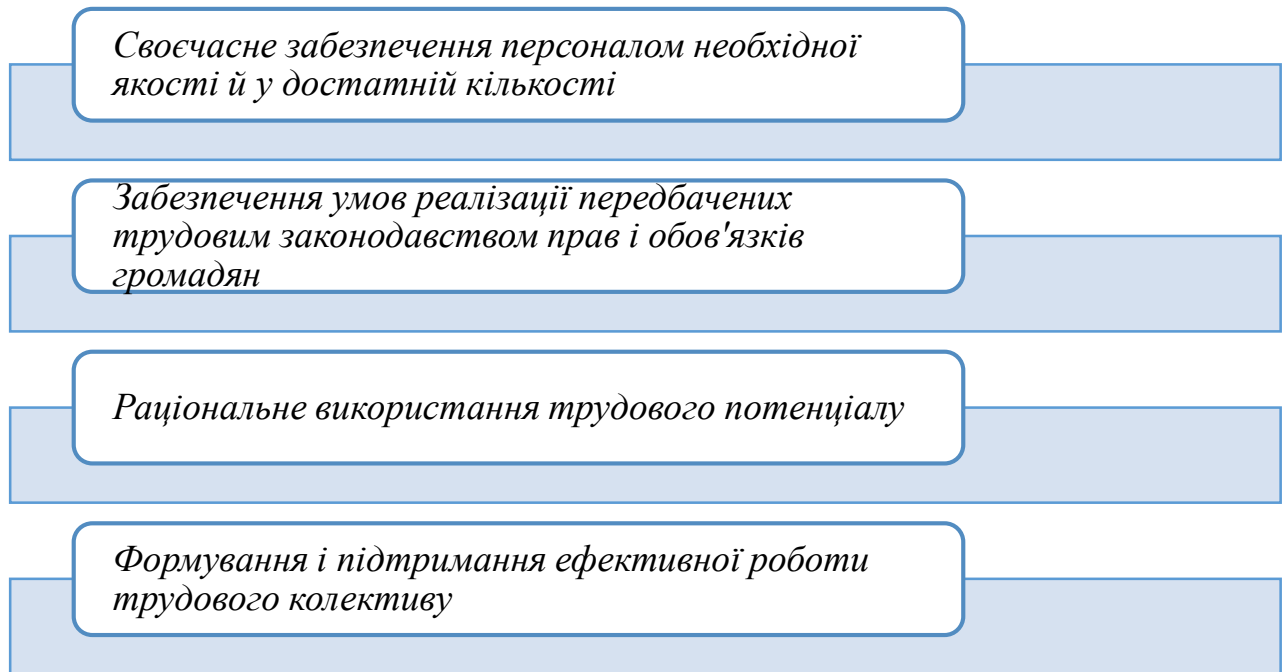 Своєчасне забезпечення персоналом необхідної
якості й у достатній кількості
Забезпечення умов реалізації передбачених
трудовим законодавством прав і обов'язків
громадян
Раціональне використання трудового потенціалу
Формування і підтримання ефективної роботи
трудового колективу